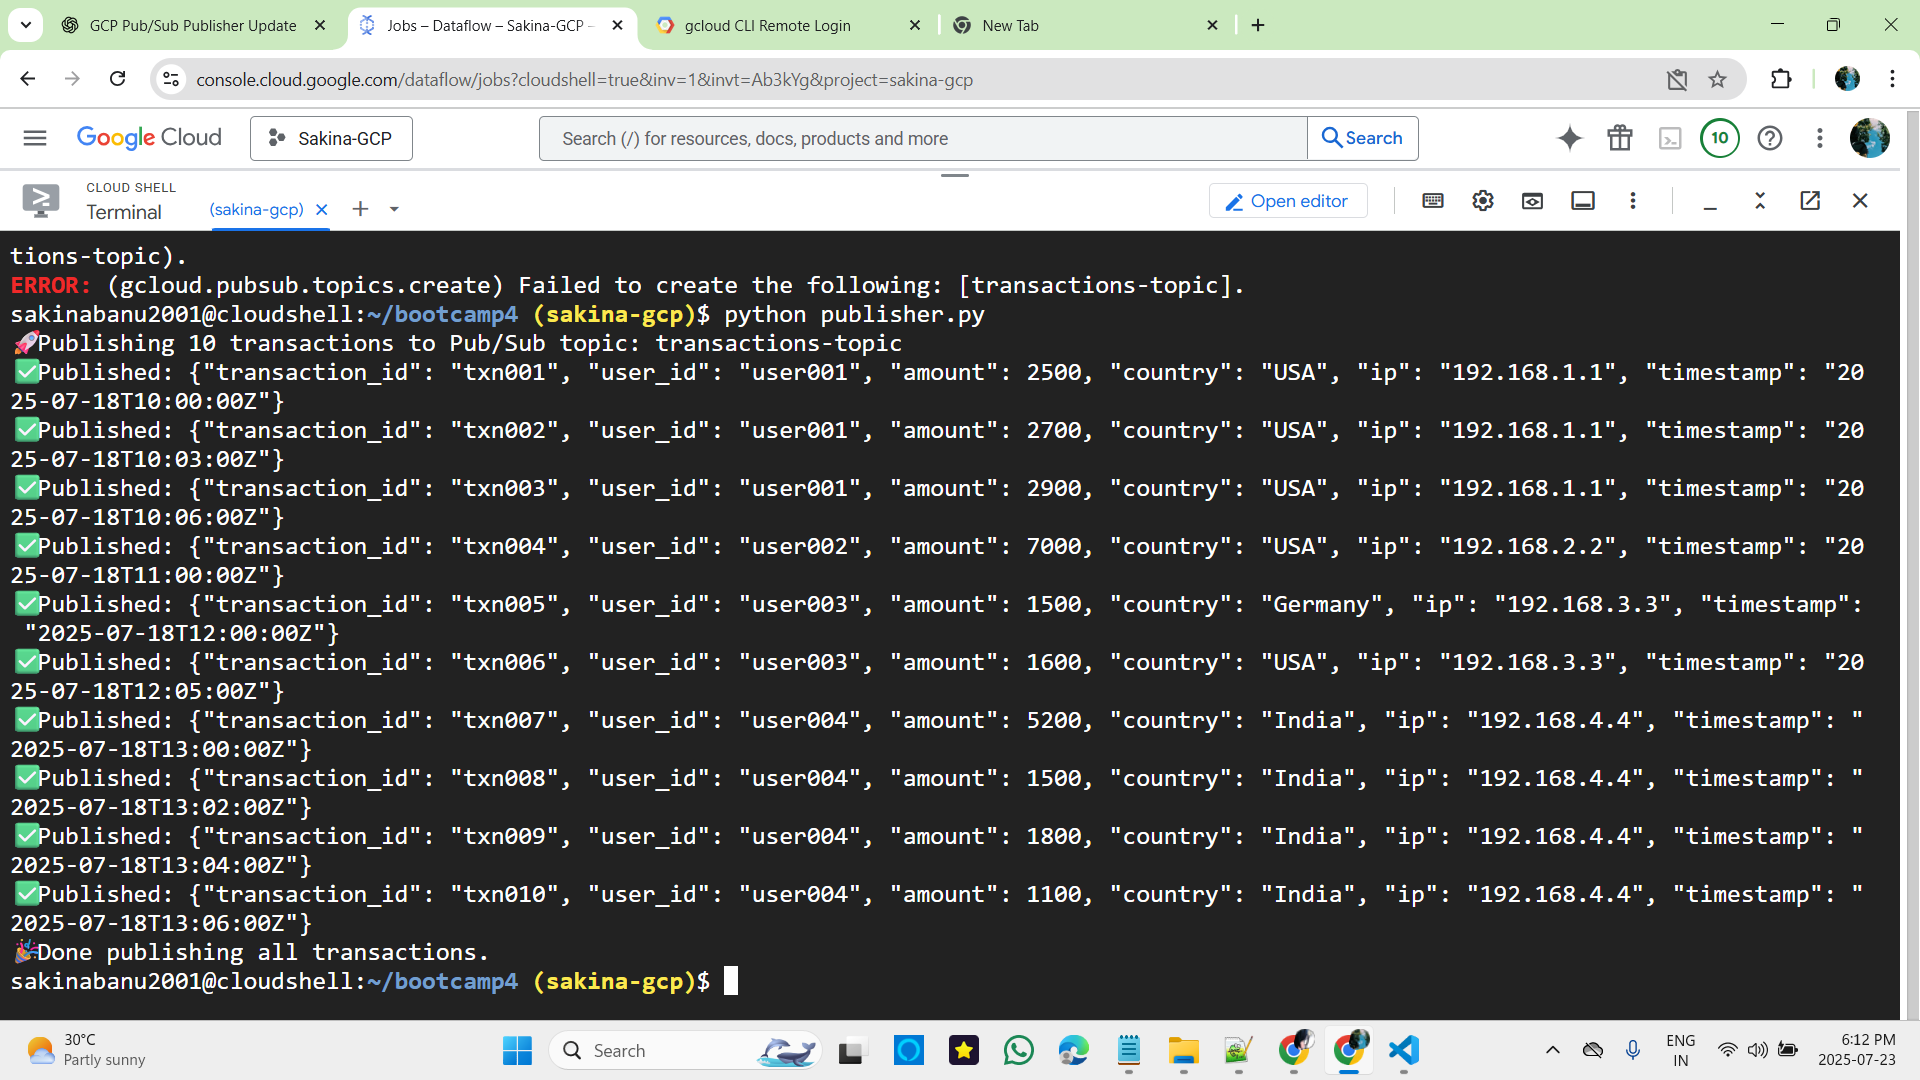 GCP Pub/Sub Publisher Update
Jobs – Dataflow – Sakina-GCP –
gcloud CLI Remote Login
New Tab
console.cloud.google.com/dataflow/jobs?cloudshell=true&inv=1&invt=Ab3kYg&project=sakina-gcp
Google Cloud
Sakina-GCP
Search (/) for resources, docs, products and more
Search
10
CLOUD SHELL
Terminal
(sakina-gcp)
Open editor
tions-topic).
ERROR: (gcloud.pubsub.topics.create) Failed to create the following: [transactions-topic].
sakinabanu2001@cloudshell:~/bootcamp4 (sakina-gcp)$ python publisher.py
🚀Publishing 10 transactions to Pub/Sub topic: transactions-topic
✅Published: {"transaction_id": "txn001", "user_id": "user001", "amount": 2500, "country": "USA", "ip": "192.168.1.1", "timestamp": "20
25-07-18T10:00:00Z"}
✅Published: {"transaction_id": "txn002", "user_id": "user001", "amount": 2700, "country": "USA", "ip": "192.168.1.1", "timestamp": "20
25-07-18T10:03:00Z"}
✅Published: {"transaction_id": "txn003", "user_id": "user001", "amount": 2900, "country": "USA", "ip": "192.168.1.1", "timestamp": "20
25-07-18T10:06:00Z"}
✅Published: {"transaction_id": "txn004", "user_id": "user002", "amount": 7000, "country": "USA", "ip": "192.168.2.2", "timestamp": "20
25-07-18T11:00:00Z"}
✅Published: {"transaction_id": "txn005", "user_id": "user003", "amount": 1500, "country": "Germany", "ip": "192.168.3.3", "timestamp":
"2025-07-18T12:00:00Z"}
✅Published: {"transaction_id": "txn006", "user_id": "user003", "amount": 1600, "country": "USA", "ip": "192.168.3.3", "timestamp": "20
25-07-18T12:05:00Z"}
✅Published: {"transaction_id": "txn007", "user_id": "user004", "amount": 5200, "country": "India", "ip": "192.168.4.4", "timestamp": "
2025-07-18T13:00:00Z"}
✅Published: {"transaction_id": "txn008", "user_id": "user004", "amount": 1500, "country": "India", "ip": "192.168.4.4", "timestamp": "
2025-07-18T13:02:00Z"}
✅Published: {"transaction_id": "txn009", "user_id": "user004", "amount": 1800, "country": "India", "ip": "192.168.4.4", "timestamp": "
2025-07-18T13:04:00Z"}
✅Published: {"transaction_id": "txn010", "user_id": "user004", "amount": 1100, "country": "India", "ip": "192.168.4.4", "timestamp": "
2025-07-18T13:06:00Z"}
🎉Done publishing all transactions.
sakinabanu2001@cloudshell:~/bootcamp4 (sakina-gcp)$
30°C
Partly sunny
Search
ENG
IN
6:12 PM
2025-07-23